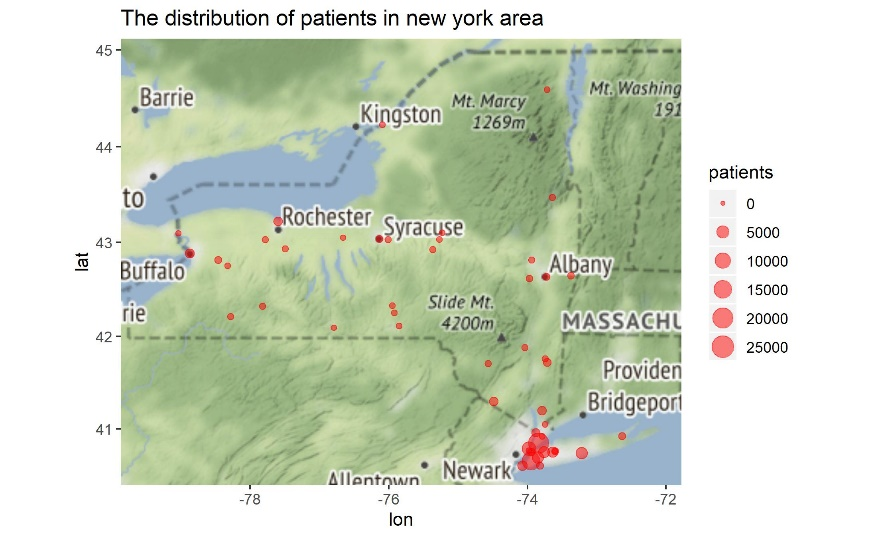 The distribution of patients in new york area
45
44
43
42
41
lat
Barrie
Kingston
Mt. Marcy
1269m
Mt. Washing
191
to
Rochester
Syracuse
Buffalo
Albany
rie
Slide Mt.
4200m
MASSACHU
Providen
Bridgeport
Newark
Allentown
-78
-76
-74
-72
lon
patients
0
5000
10000
15000
20000
25000